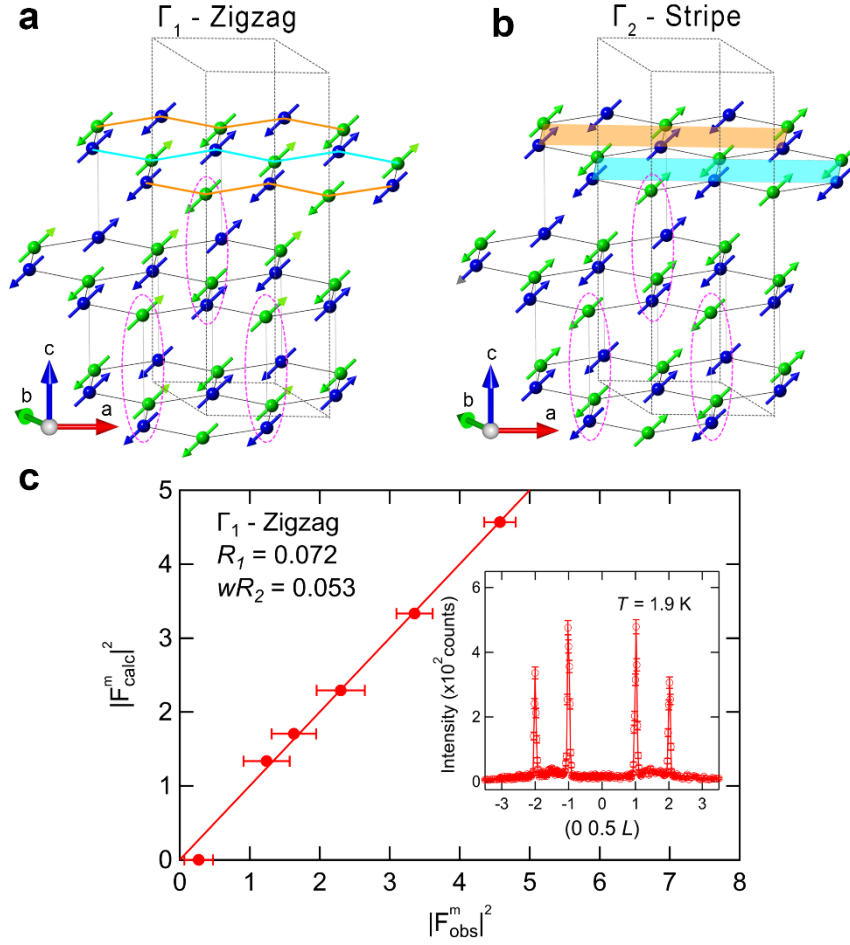 a
Γ₁ - Zigzag
b
Γ₂ - Stripe
c
b
a
c
b
a
c
Γ₁ - Zigzag
R₁ = 0.072
wR₂ = 0.053
|Fᵐcalc|²
5
4
3
2
1
0
0 1 2 3 4 5 6 7 8
|Fᵐobs|²
T = 1.9 K
Intensity (x10² counts)
6
4
2
0
-3 -2 -1 0 1 2 3
(0 0.5 L)